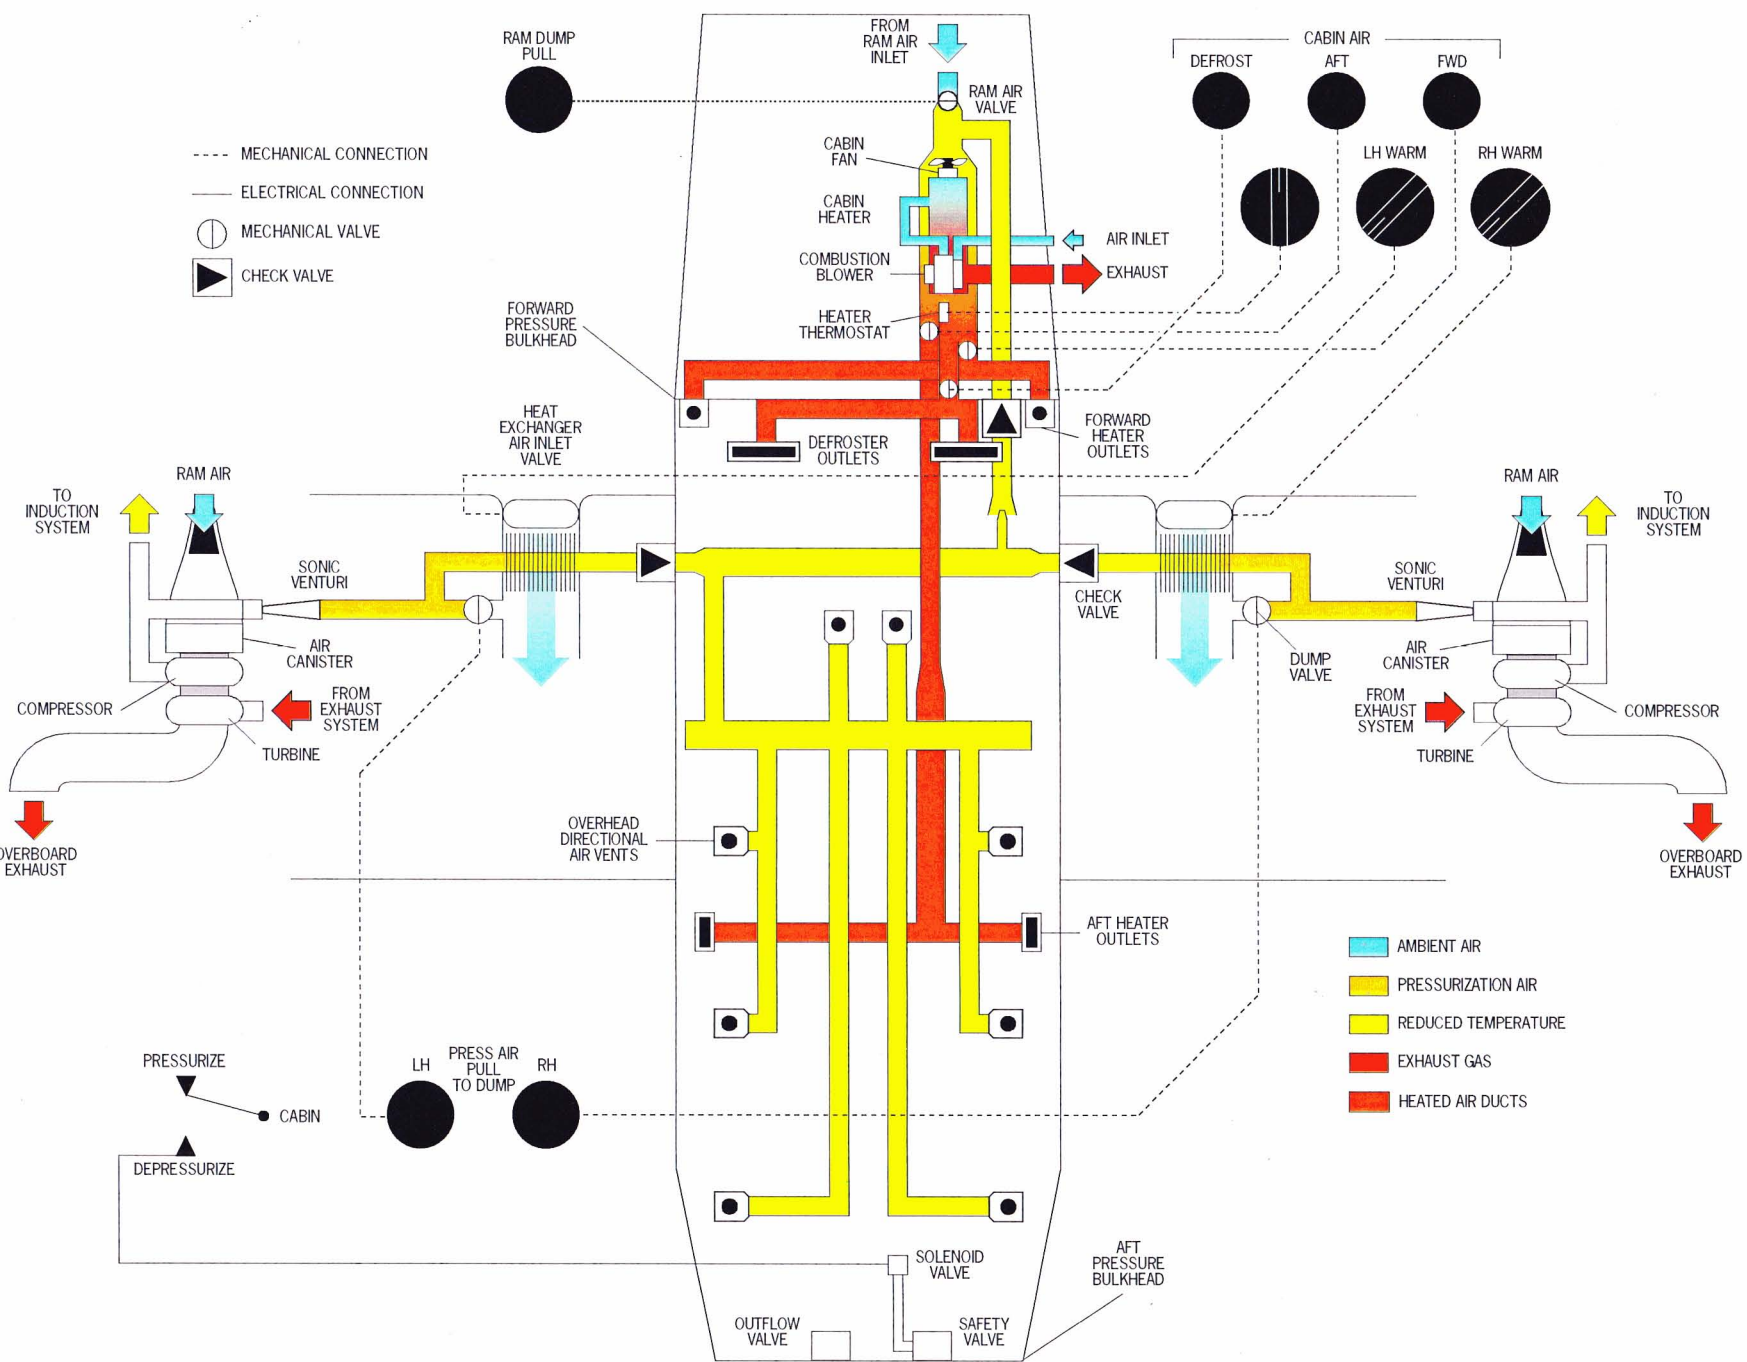 RAM DUMP
PULL
FROM
RAM AIR
INLET
RAM AIR
VALVE
CABIN AIR
DEFROST
AFT
FWD
LH WARM
RH WARM
MECHANICAL CONNECTION
ELECTRICAL CONNECTION
MECHANICAL VALVE
CHECK VALVE
CABIN
FAN
CABIN
HEATER
COMBUSTION
BLOWER
HEATER
THERMOSTAT
AIR INLET
EXHAUST
FORWARD
PRESSURE
BULKHEAD
HEAT
EXCHANGER
AIR INLET
VALVE
DEFROSTER
OUTLETS
FORWARD
HEATER
OUTLETS
RAM AIR
TO
INDUCTION
SYSTEM
SONIC
VENTURI
AIR
CANISTER
COMPRESSOR
FROM
EXHAUST
SYSTEM
TURBINE
OVERBOARD
EXHAUST
RAM AIR
TO
INDUCTION
SYSTEM
SONIC
VENTURI
CHECK
VALVE
DUMP
VALVE
AIR
CANISTER
FROM
EXHAUST
SYSTEM
COMPRESSOR
TURBINE
OVERBOARD
EXHAUST
OVERHEAD
DIRECTIONAL
AIR VENTS
AFT HEATER
OUTLETS
AMBIENT AIR
PRESSURIZATION AIR
REDUCED TEMPERATURE
EXHAUST GAS
HEATED AIR DUCTS
PRESSURIZE
CABIN
DEPRESSURIZE
LH
PRESS AIR
PULL
TO DUMP
RH
SOLENOID
VALVE
AFT
PRESSURE
BULKHEAD
OUTFLOW
VALVE
SAFETY
VALVE